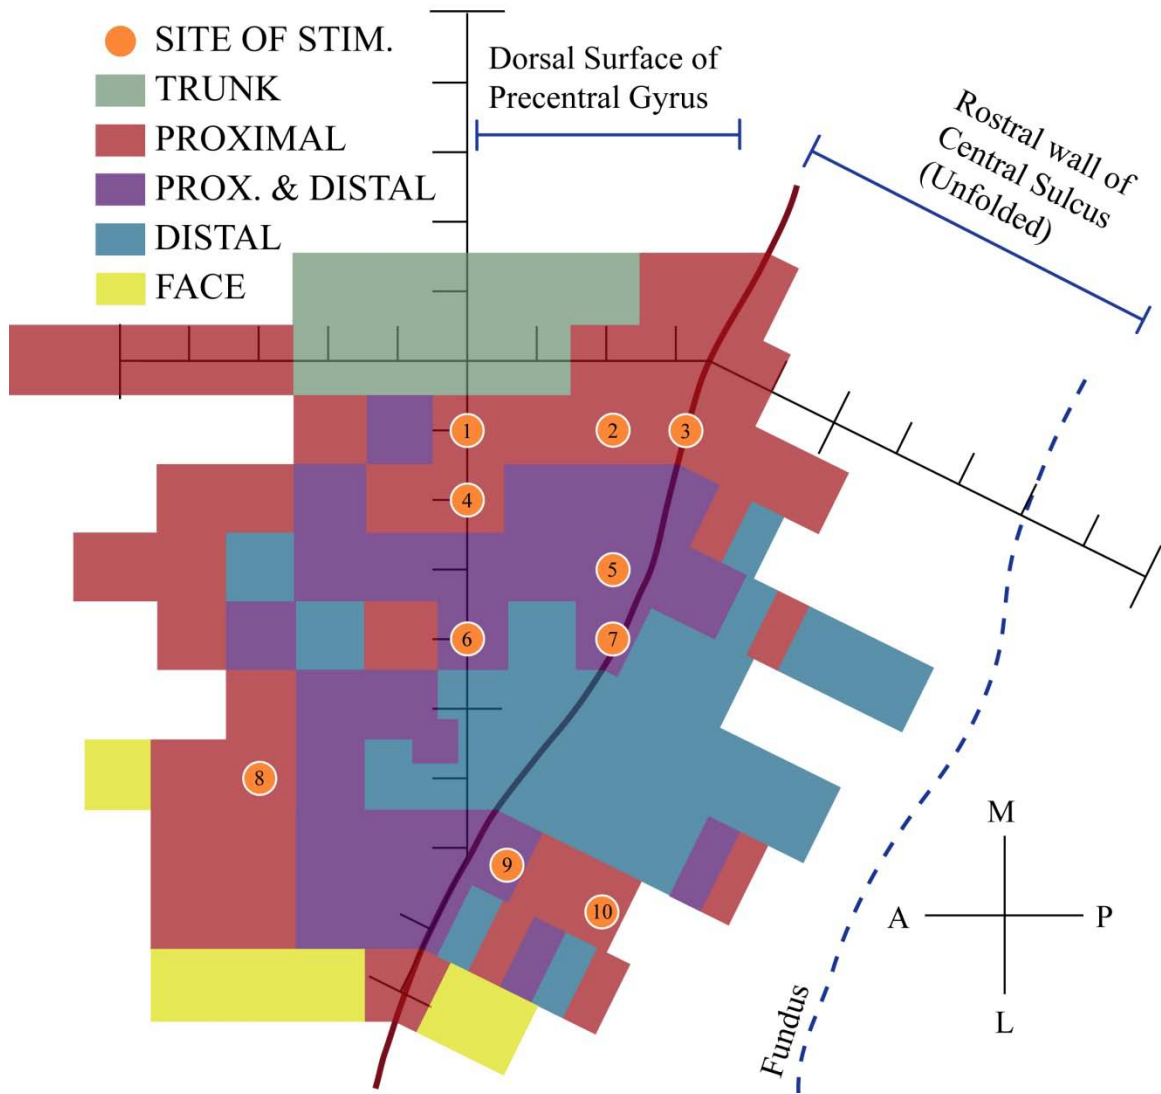 SITE OF STIM.
TRUNK
PROXIMAL
PROX. & DISTAL
DISTAL
FACE
Dorsal Surface of
Precentral Gyrus
Rostral wall of
Central Sulcus
(Unfolded)
1
2
3
4
5
6
7
8
9
10
M
A
P
L
Fundus